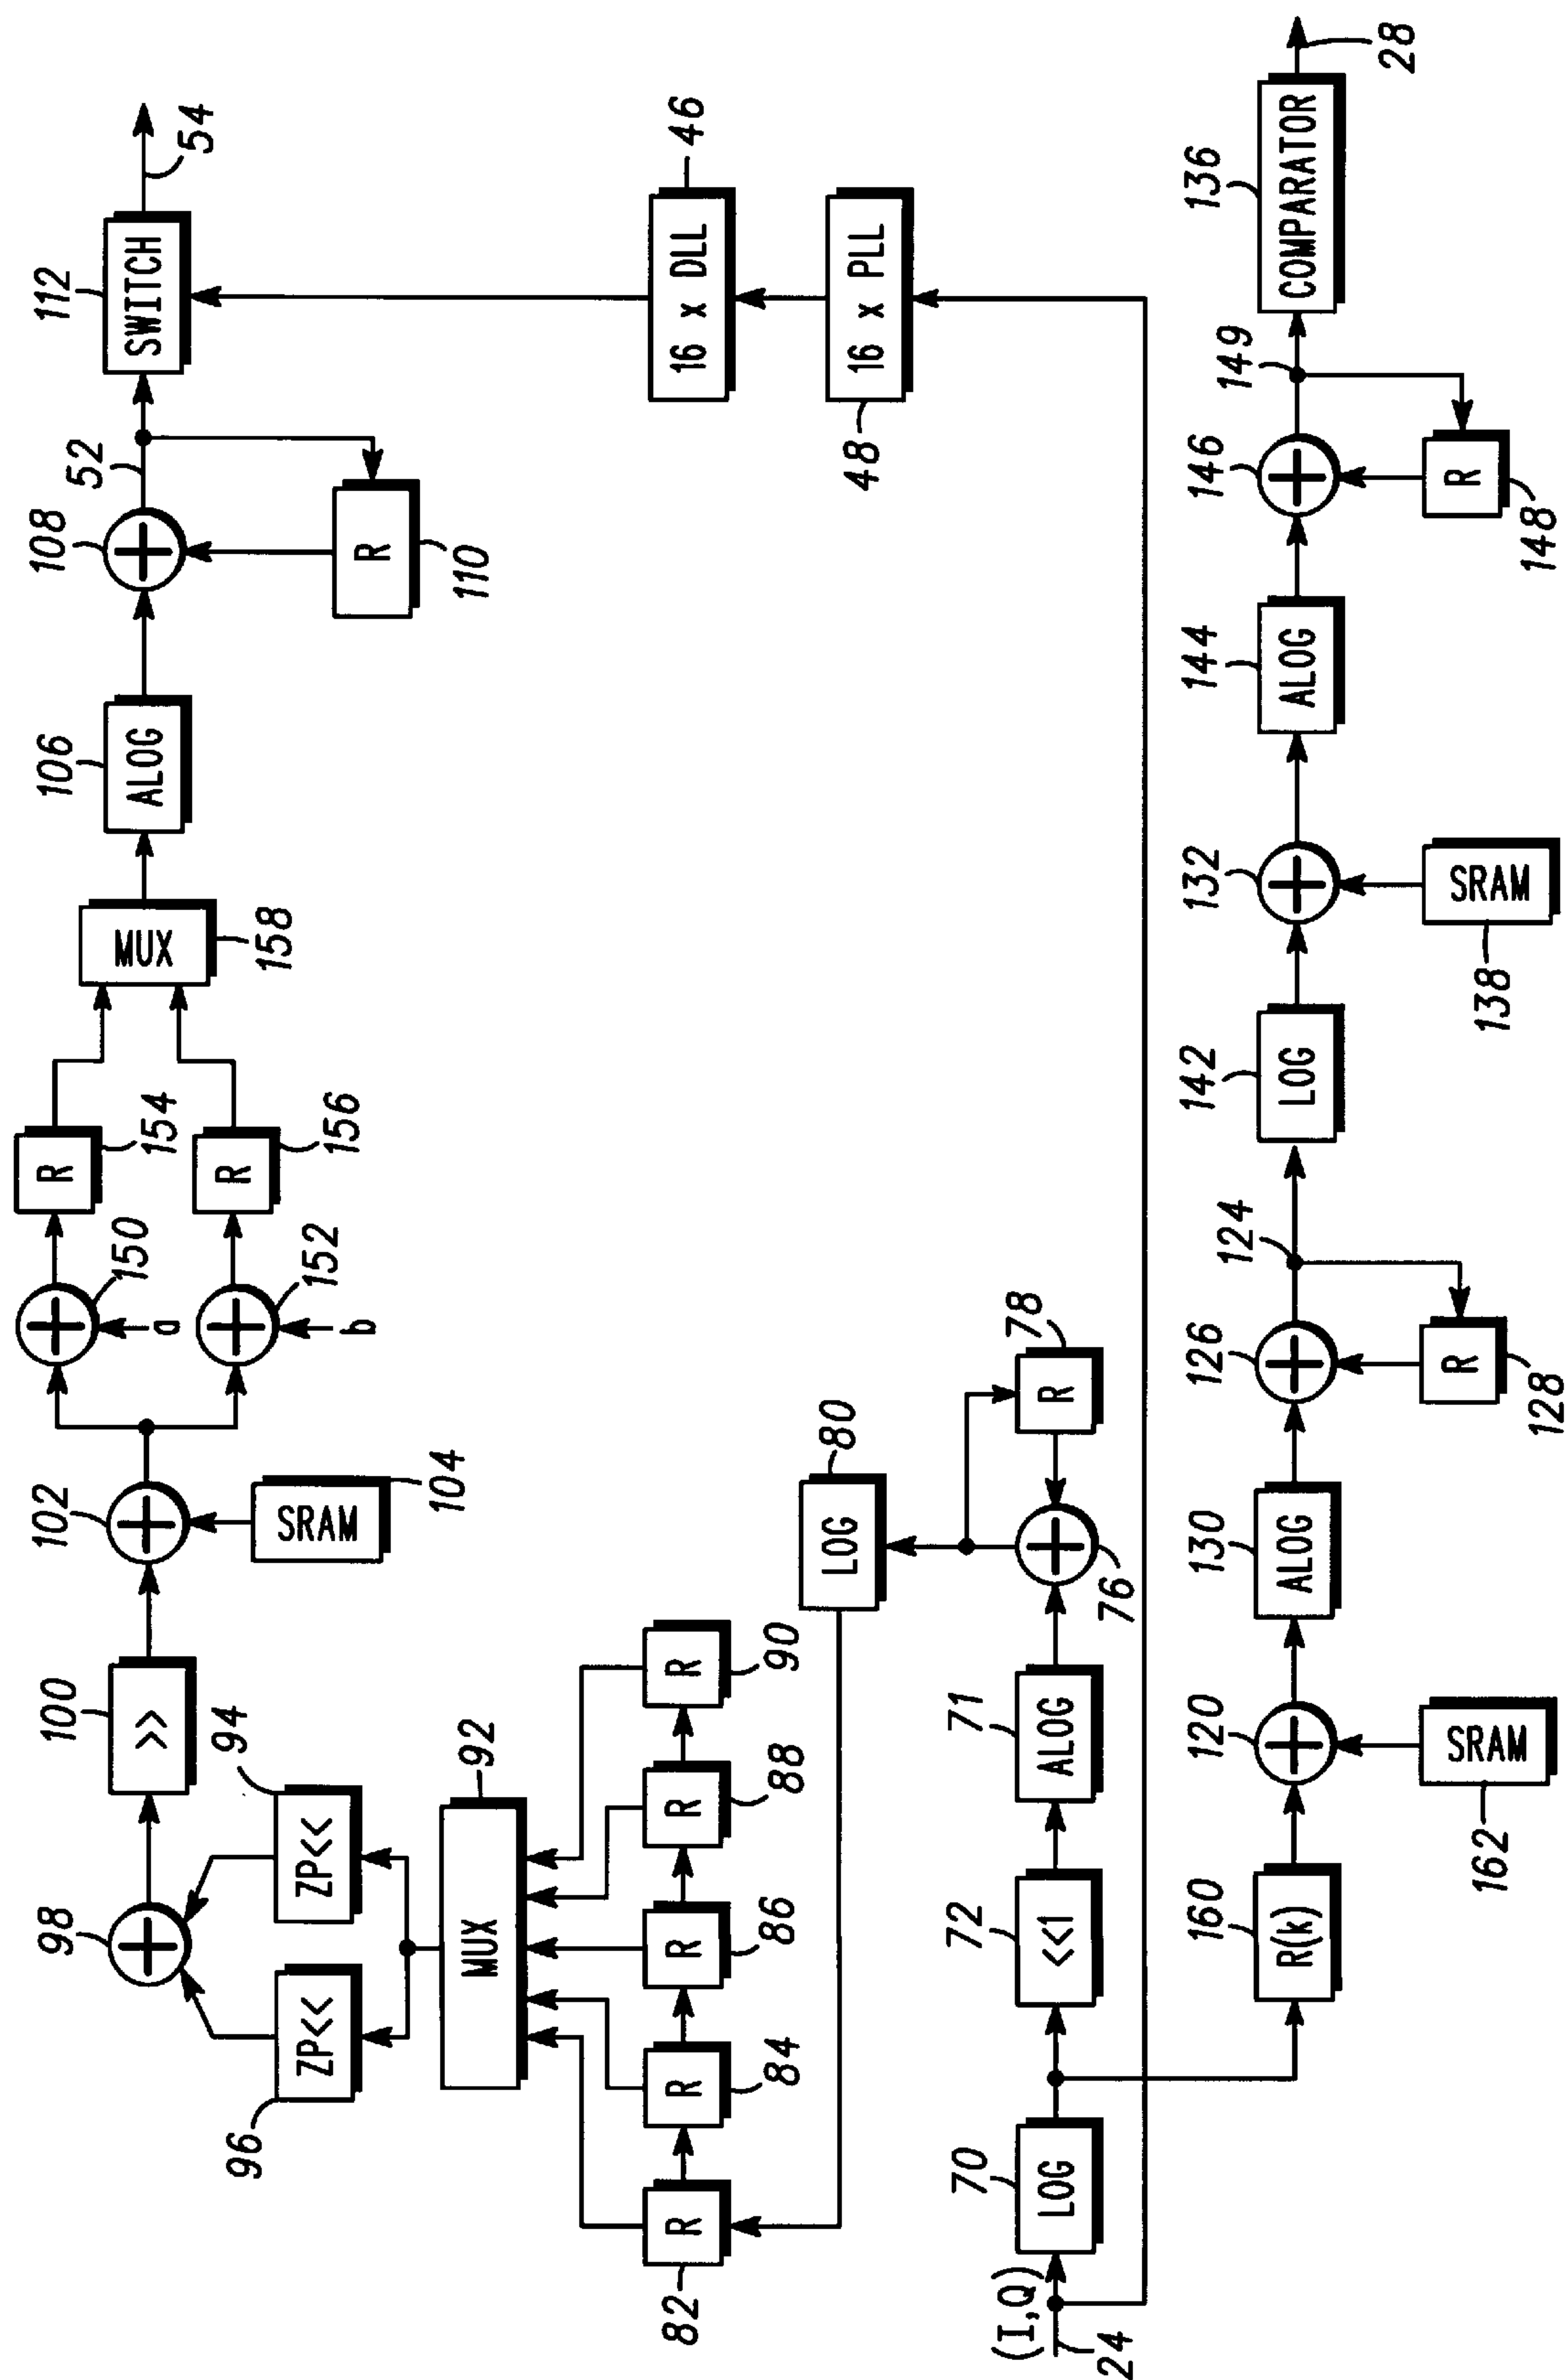 (I,Q)
24
70
LOG
72
<<1
71
ALOG
76
78
R
80
LOG
82
R
84
R
86
R
88
R
90
R
92
MUX
96
ZP<<
94
ZP<<
98
100
>>
102
104
SRAM
150
a
152
b
154
R
156
R
158
MUX
106
ALOG
108
52
110
R
112
SWITCH
54
46
16 x DLL
48
16 x PLL
160
R(k)
120
162
SRAM
130
ALOG
126
124
128
R
142
LOG
132
138
SRAM
144
ALOG
146
149
148
R
136
COMPARATOR
28